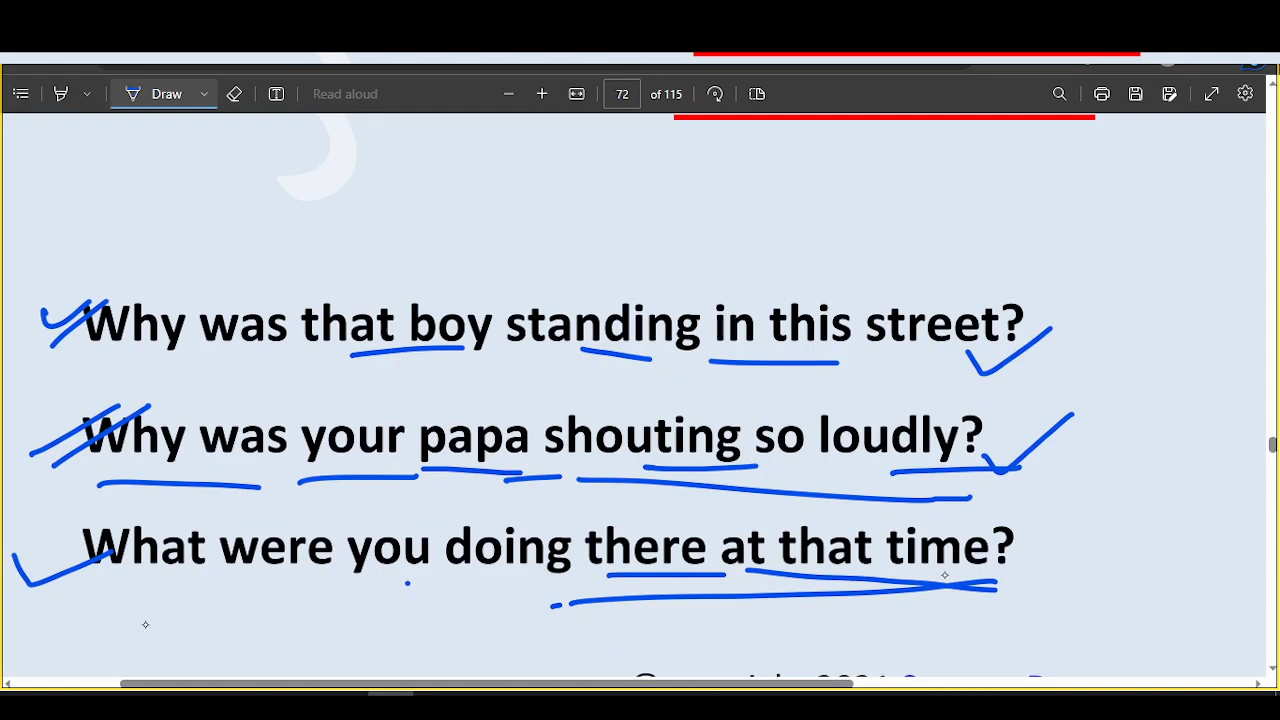 Draw
Read aloud
72 of 115
Why was that boy standing in this street?
Why was your papa shouting so loudly?
What were you doing there at that time?